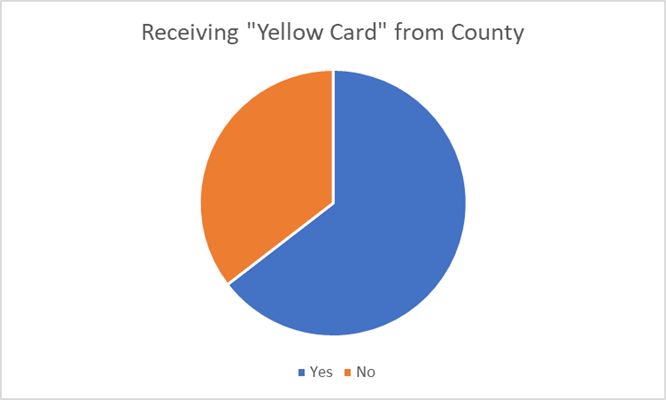 Receiving "Yellow Card" from County
Yes No